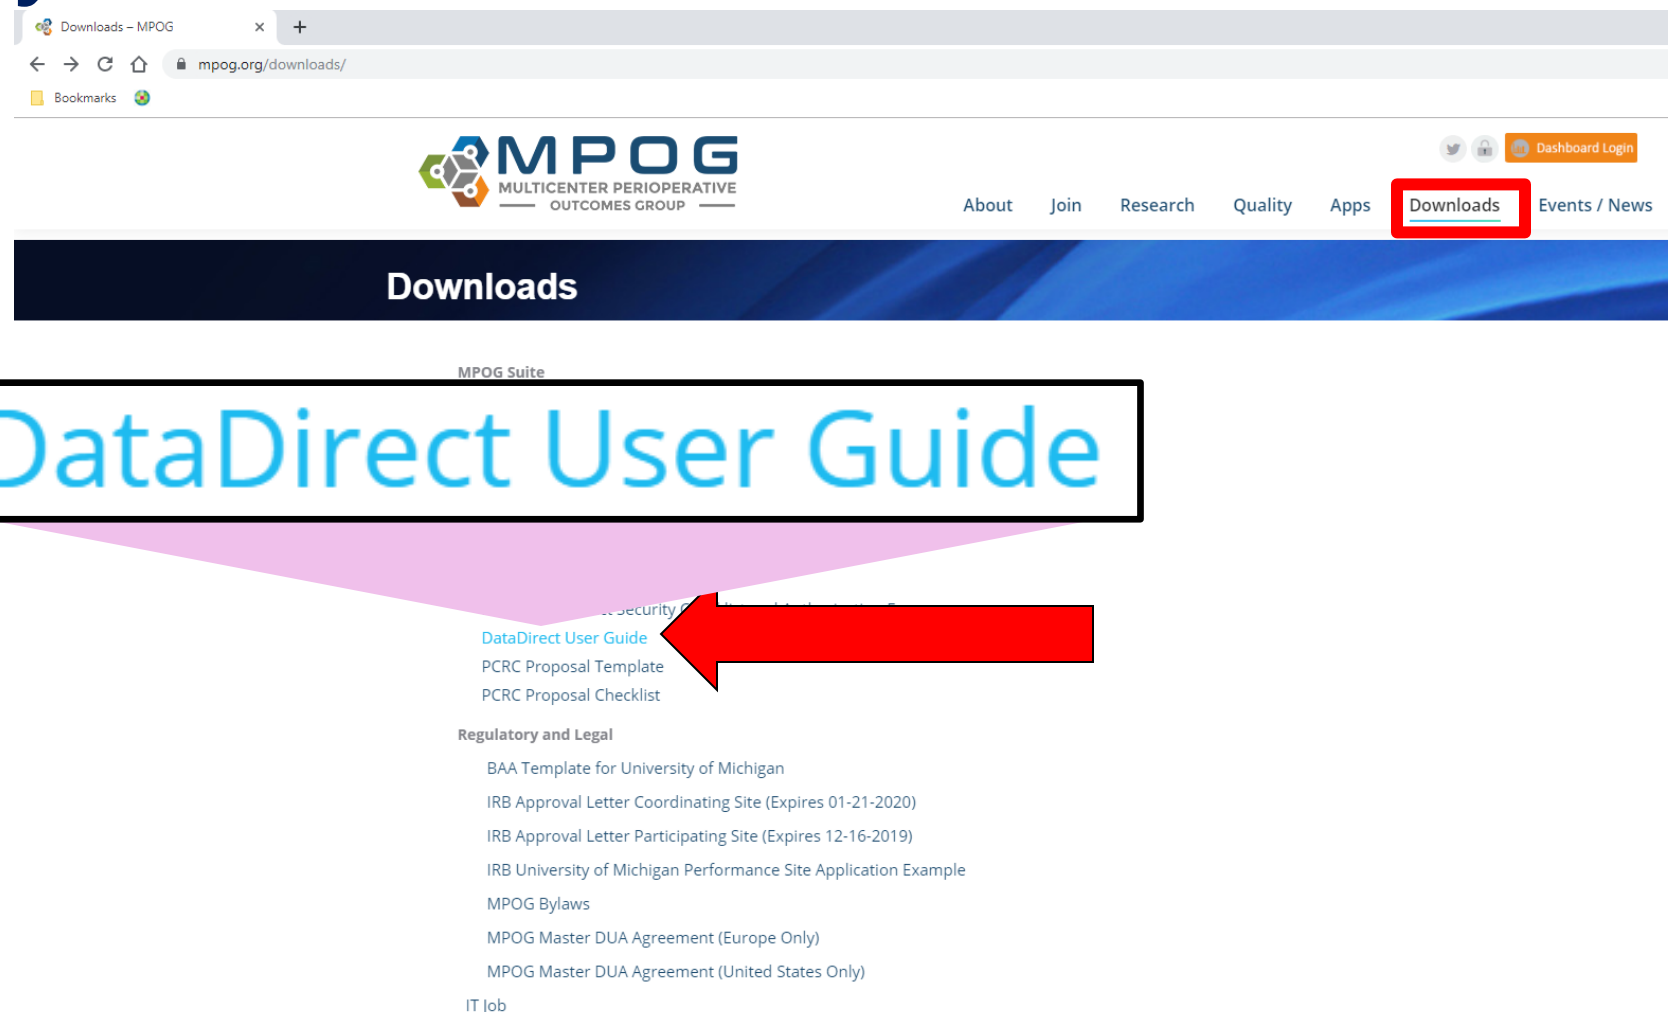 Downloads – MPOG
mpog.org/downloads/
Bookmarks
MPOG
MULTICENTER PERIOPERATIVE
OUTCOMES GROUP
Dashboard Login
About Join Research Quality Apps Downloads Events / News
Downloads
MPOG Suite
DataDirect User Guide
Security
DataDirect User Guide
PCRC Proposal Template
PCRC Proposal Checklist
Regulatory and Legal
BAA Template for University of Michigan
IRB Approval Letter Coordinating Site (Expires 01-21-2020)
IRB Approval Letter Participating Site (Expires 12-16-2019)
IRB University of Michigan Performance Site Application Example
MPOG Bylaws
MPOG Master DUA Agreement (Europe Only)
MPOG Master DUA Agreement (United States Only)
IT Job